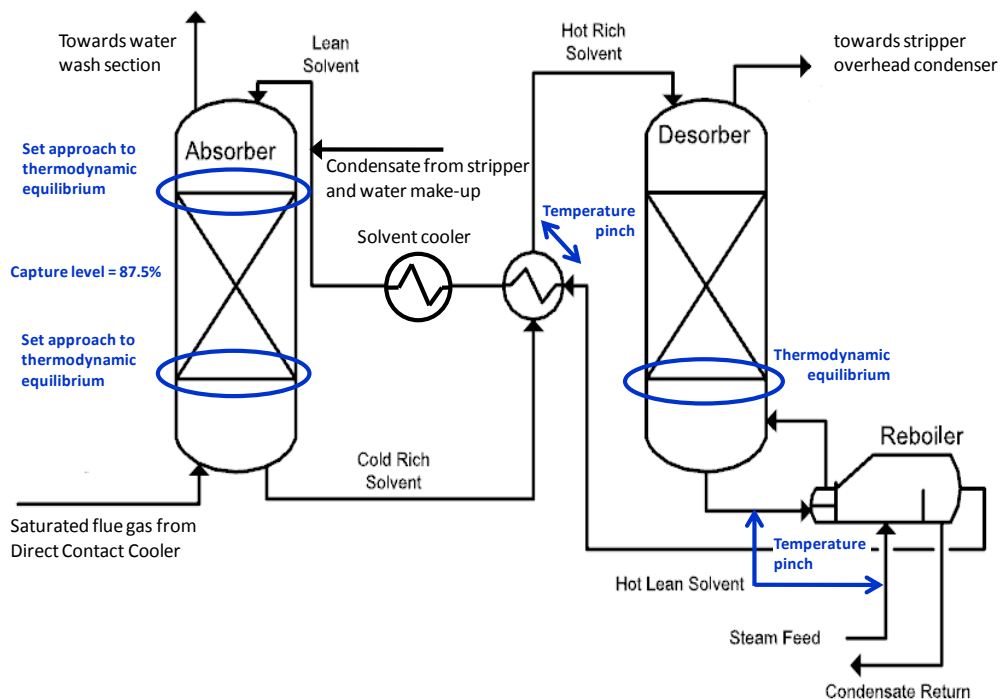 Towards water
wash section
Lean
Solvent
Hot Rich
Solvent
towards stripper
overhead condenser
Set approach to
thermodynamic
equilibrium
Absorber
Condensate from stripper
and water make-up
Desorber
Temperature
pinch
Solvent cooler
Capture level = 87.5%
Set approach to
thermodynamic
equilibrium
Thermodynamic
equilibrium
Reboiler
Cold Rich
Solvent
Saturated flue gas from
Direct Contact Cooler
Temperature
pinch
Hot Lean Solvent
Steam Feed
Condensate Return